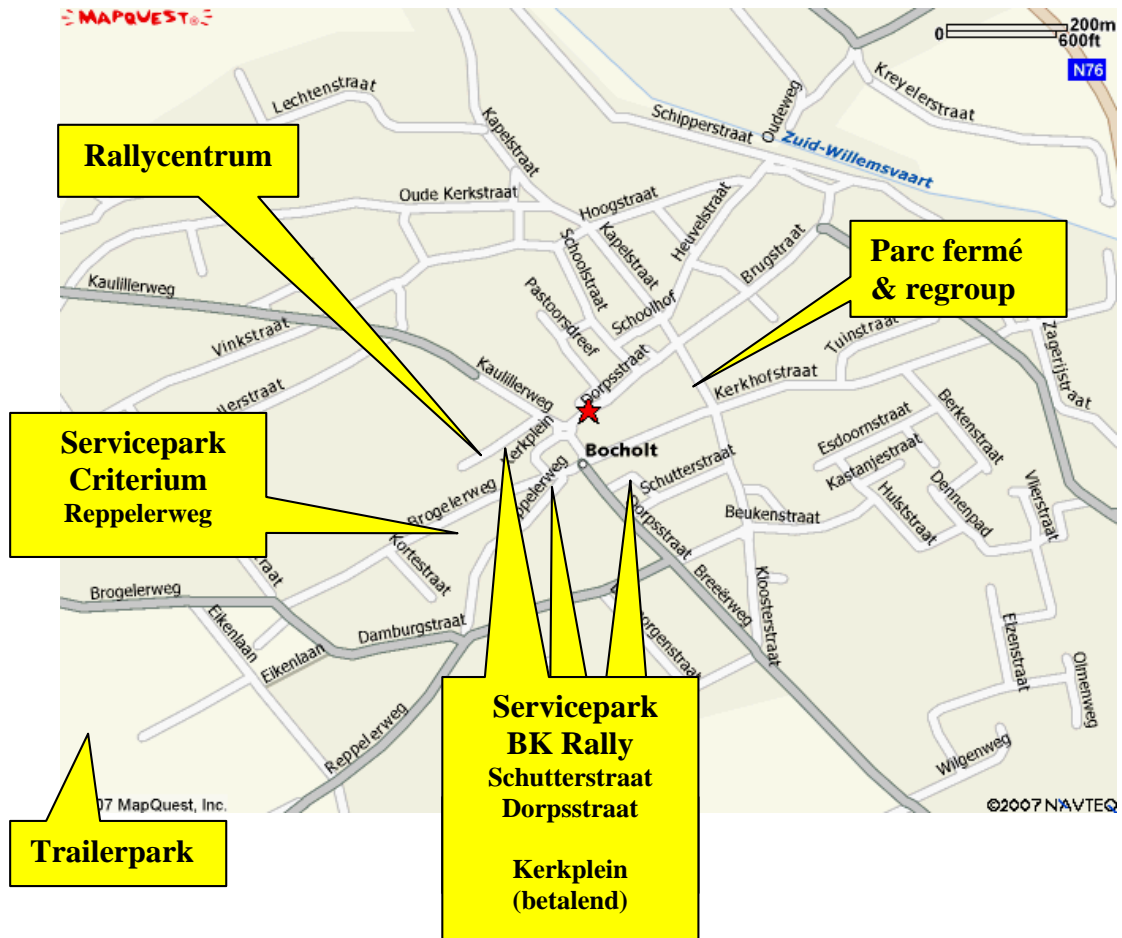 MAPQUEST
0 200m
600ft
N76
Kreyelerstraat
Lechtenstraat
Kapelstraat
Schipperstraat
Oudeweg
Zuid-Willemsvaart
Rallycentrum
Oude Kerkstraat
Hoogstraat
Heuvelstraat
Kapelstraat
Schoolstraat
Brugstraat
Parc fermé
& regroup
Kaulillerweg
Pastoorsdreef
Schoolhof
Vinkstraat
Tuinstraat
Zagerijstraat
Dorpsstraat
Kerkhofstraat
Kaulillerweg
Berkenstraat
Kerkplein
Esdoornstraat
Servicepark
Criterium
Reppelerweg
Bocholt
Schutterstraat
Kastanjestraat
Brogelerweg
Dennenpad
Vlierstraat
Hulststraat
Beukenstraat
Dorpsstraat
Kortestraat
Brogelerweg
Breeërweg
Kloosterstraat
Eikenlaan
Damburgstraat
Elzenstraat
Eikenlaan
Olmenweg
Reppelerweg
Wilgenweg
Servicepark
BK Rally
Schutterstraat
Dorpsstraat
Kerkplein
(betalend)
07 MapQuest, Inc.
©2007 NAVTEQ
Trailerpark